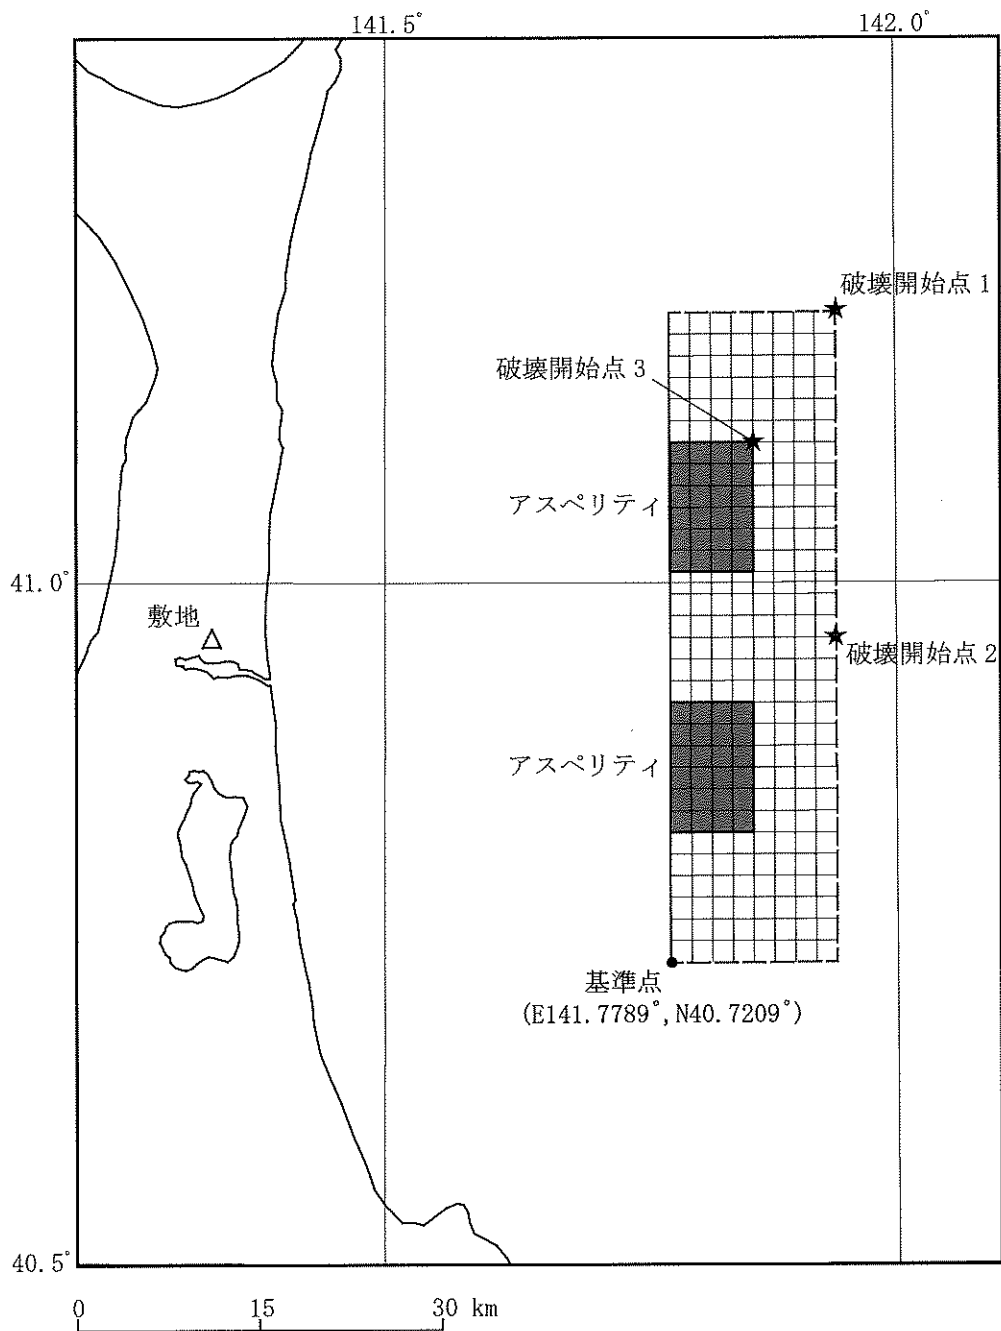 141.5°
142.0°
破壊開始点 1
破壊開始点 3
アスペリティ
41.0°
敷地
破壊開始点 2
アスペリティ
基準点
(E141.7789°, N40.7209°)
40.5°
0 15 30 km